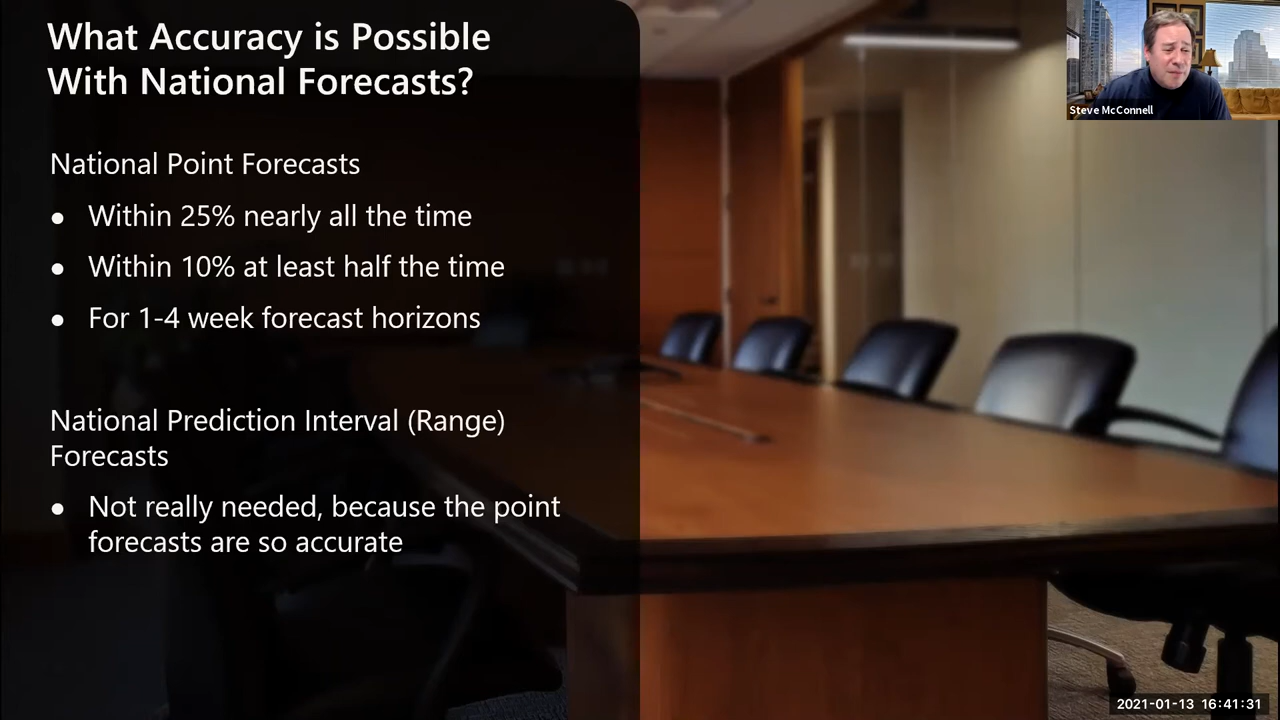 What Accuracy is Possible
With National Forecasts?
Steve McConnell
National Point Forecasts
● Within 25% nearly all the time
● Within 10% at least half the time
● For 1-4 week forecast horizons
National Prediction Interval (Range)
Forecasts
● Not really needed, because the point
forecasts are so accurate
2021-01-13 16:41:31